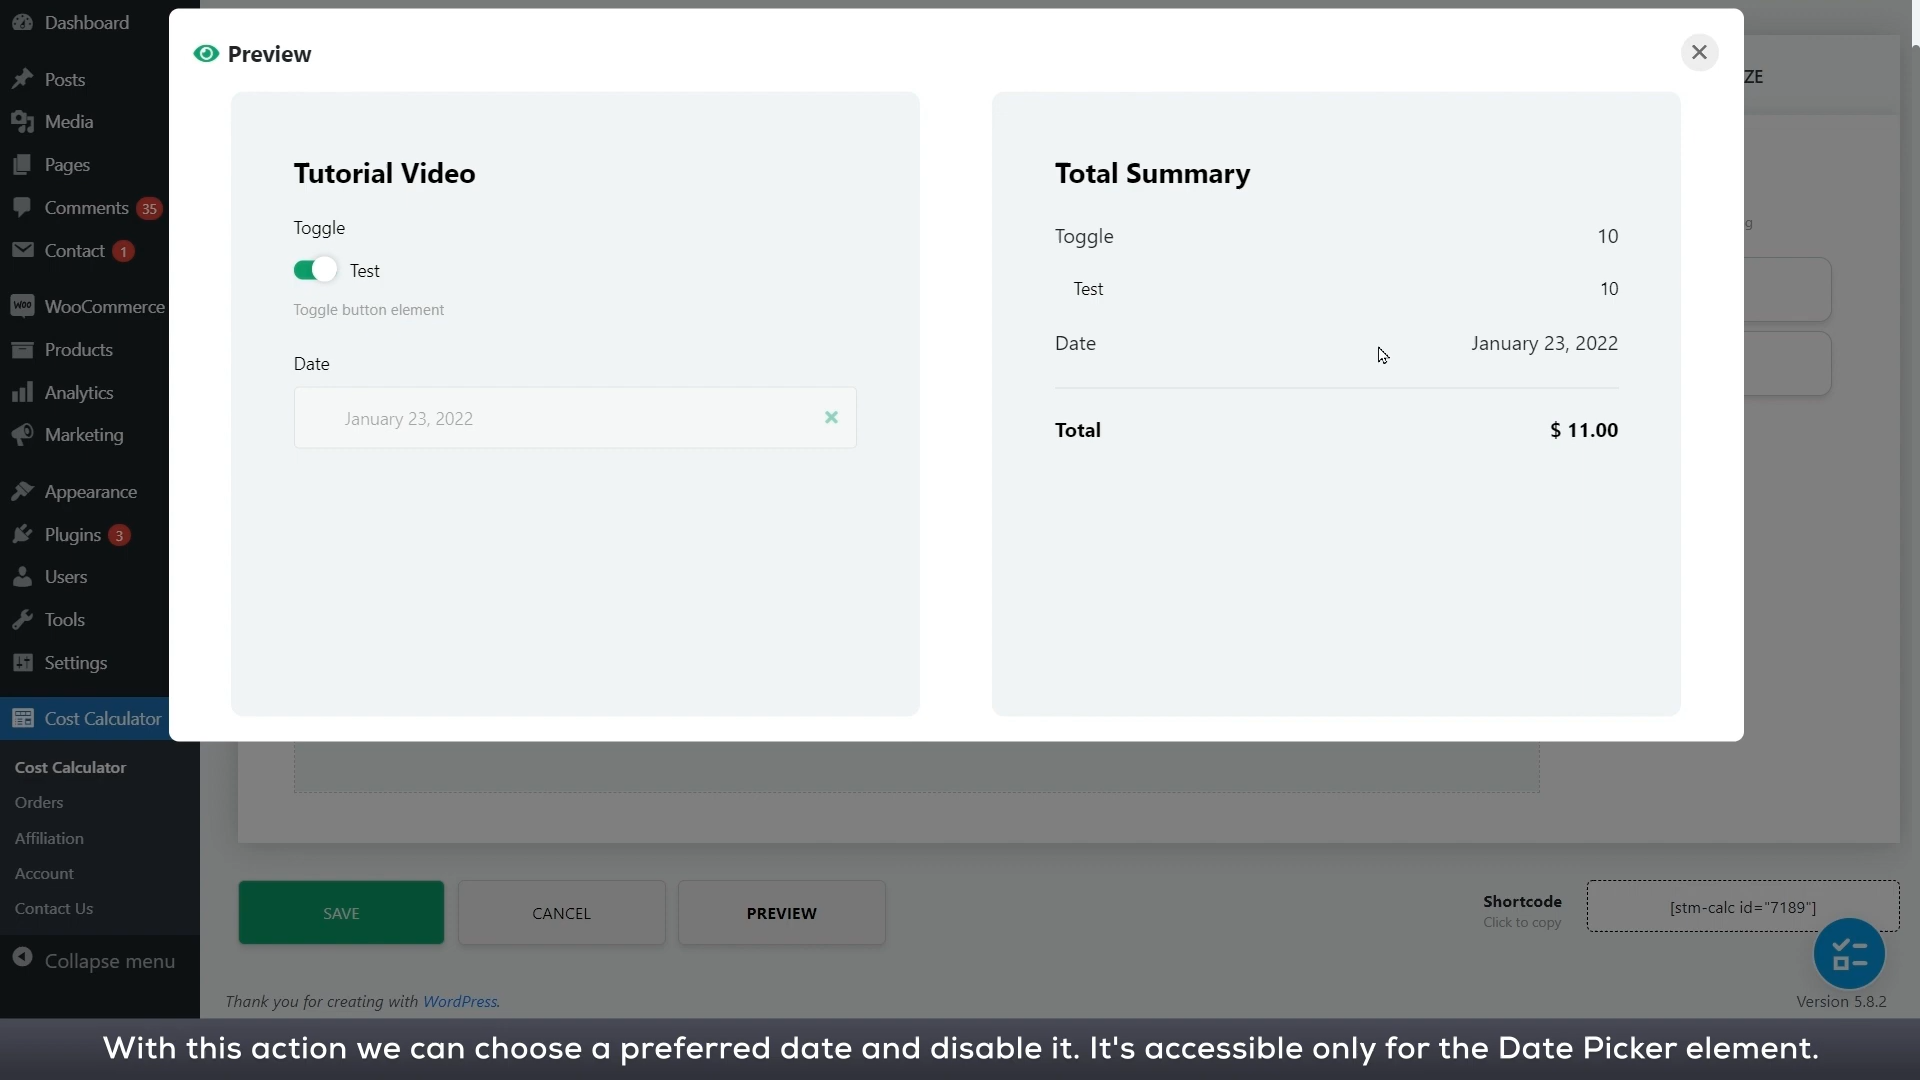 Dashboard
Posts
Media
Pages
Comments 35
Contact 1
WOO WooCommerce
Products
Analytics
Marketing
Appearance
Plugins 3
Users
Tools
Settings
Cost Calculator
Cost Calculator
Orders
Affiliation
Account
Contact Us
Collapse menu
Preview
ZE
g
Tutorial Video
Toggle
Test
Toggle button element
Date
January 23, 2022
Total Summary
Toggle 10
Test 10
Date January 23, 2022
Total $ 11.00
SAVE CANCEL PREVIEW
Shortcode
Click to copy
[stm-calc id="7189"]
Thank you for creating with WordPress.
Version 5.8.2
With this action we can choose a preferred date and disable it. It's accessible only for the Date Picker element.